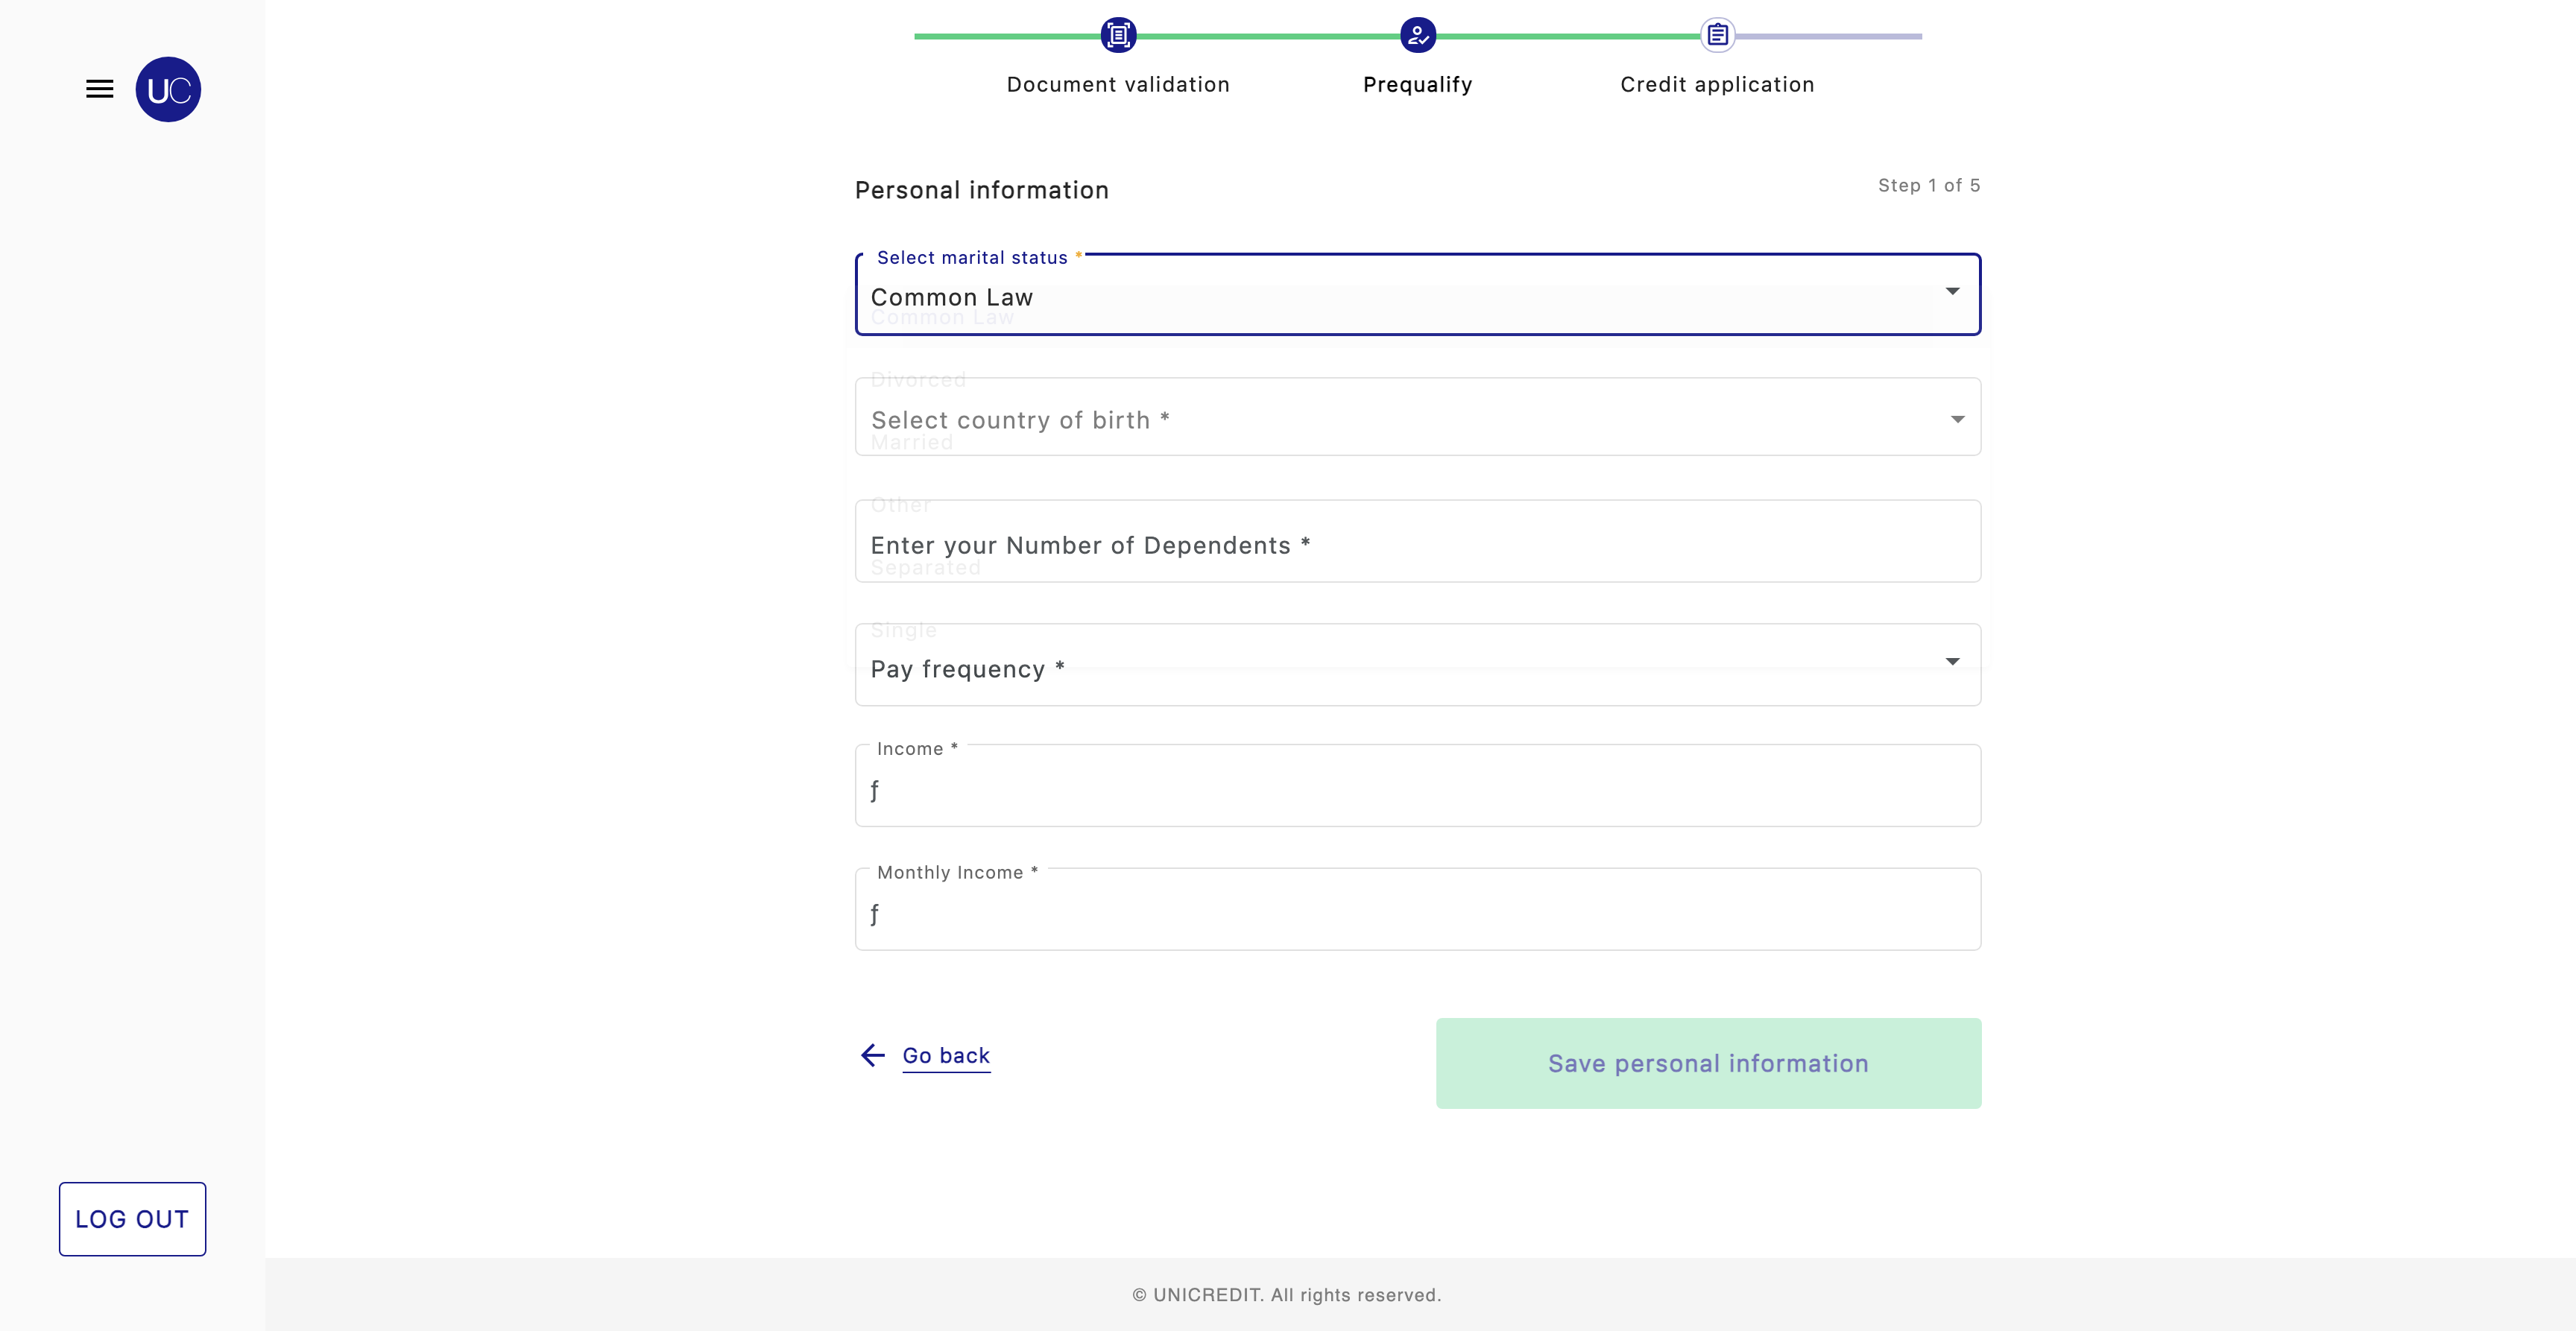 UC
Document validation
Prequalify
Credit application
Personal information
Step 1 of 5
Select marital status *
Common Law
Common Law
Divorced
Select country of birth *
Married
Other
Enter your Number of Dependents *
Separated
Single
Pay frequency *
Income *
ƒ
Monthly Income *
ƒ
Go back
Save personal information
LOG OUT
© UNICREDIT. All rights reserved.